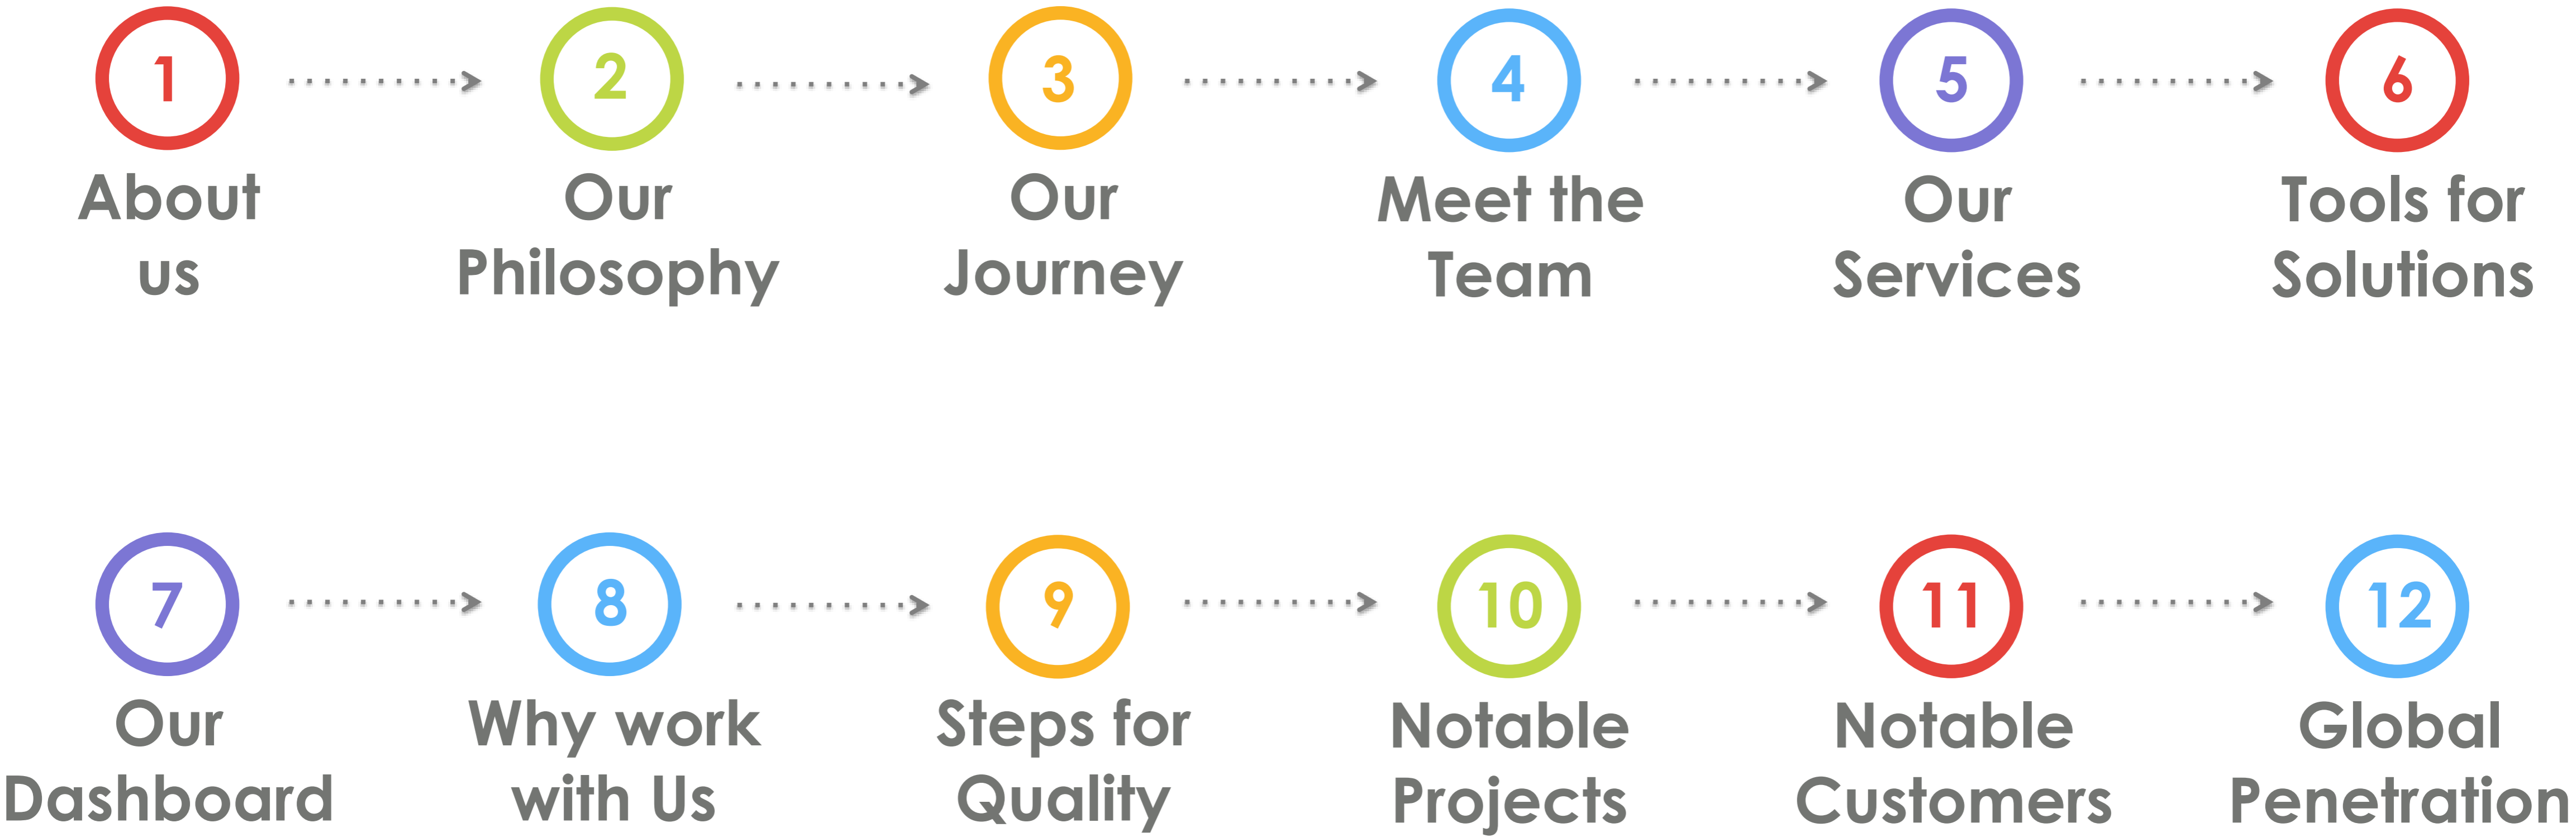 1
About
us
2
Our
Philosophy
3
Our
Journey
4
Meet the
Team
5
Our
Services
6
Tools for
Solutions
7
Our
Dashboard
8
Why work
with Us
9
Steps for
Quality
10
Notable
Projects
11
Notable
Customers
12
Global
Penetration